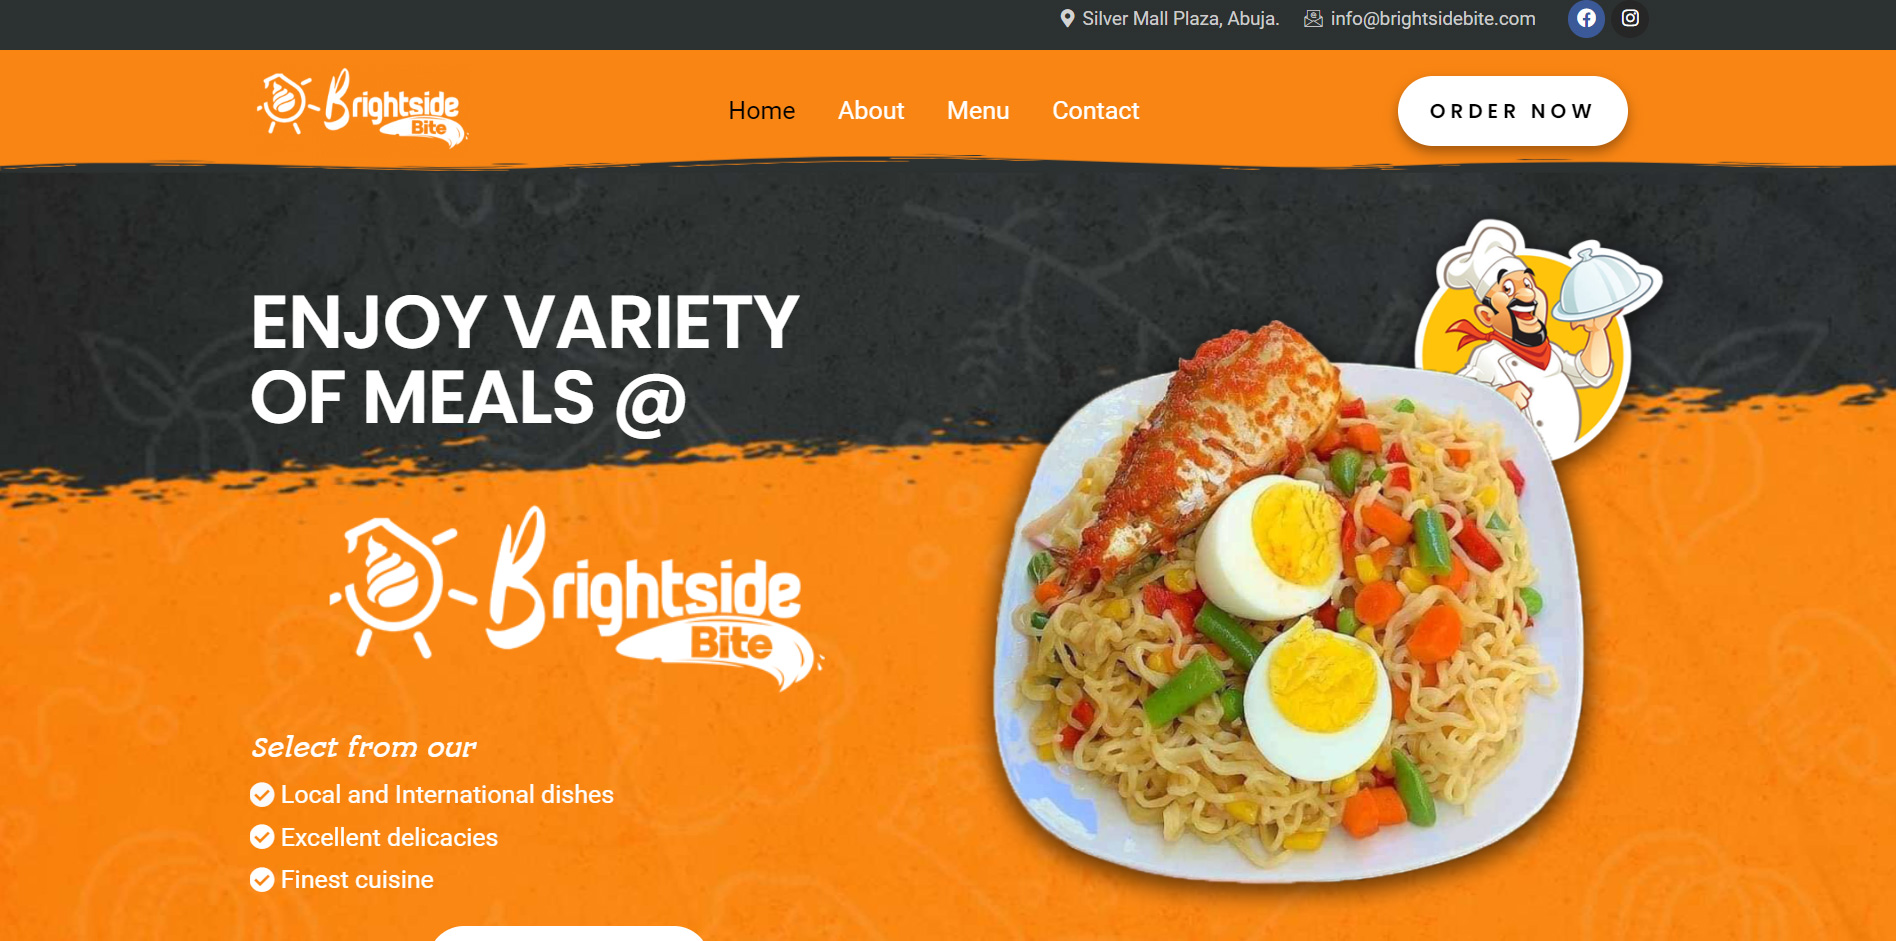 Silver Mall Plaza, Abuja.
info@brightsidebite.com
Brightside
Bite
Home
About
Menu
Contact
ORDER NOW
ENJOY VARIETY
OF MEALS @
Brightside
Bite
Select from our
Local and International dishes
Excellent delicacies
Finest cuisine